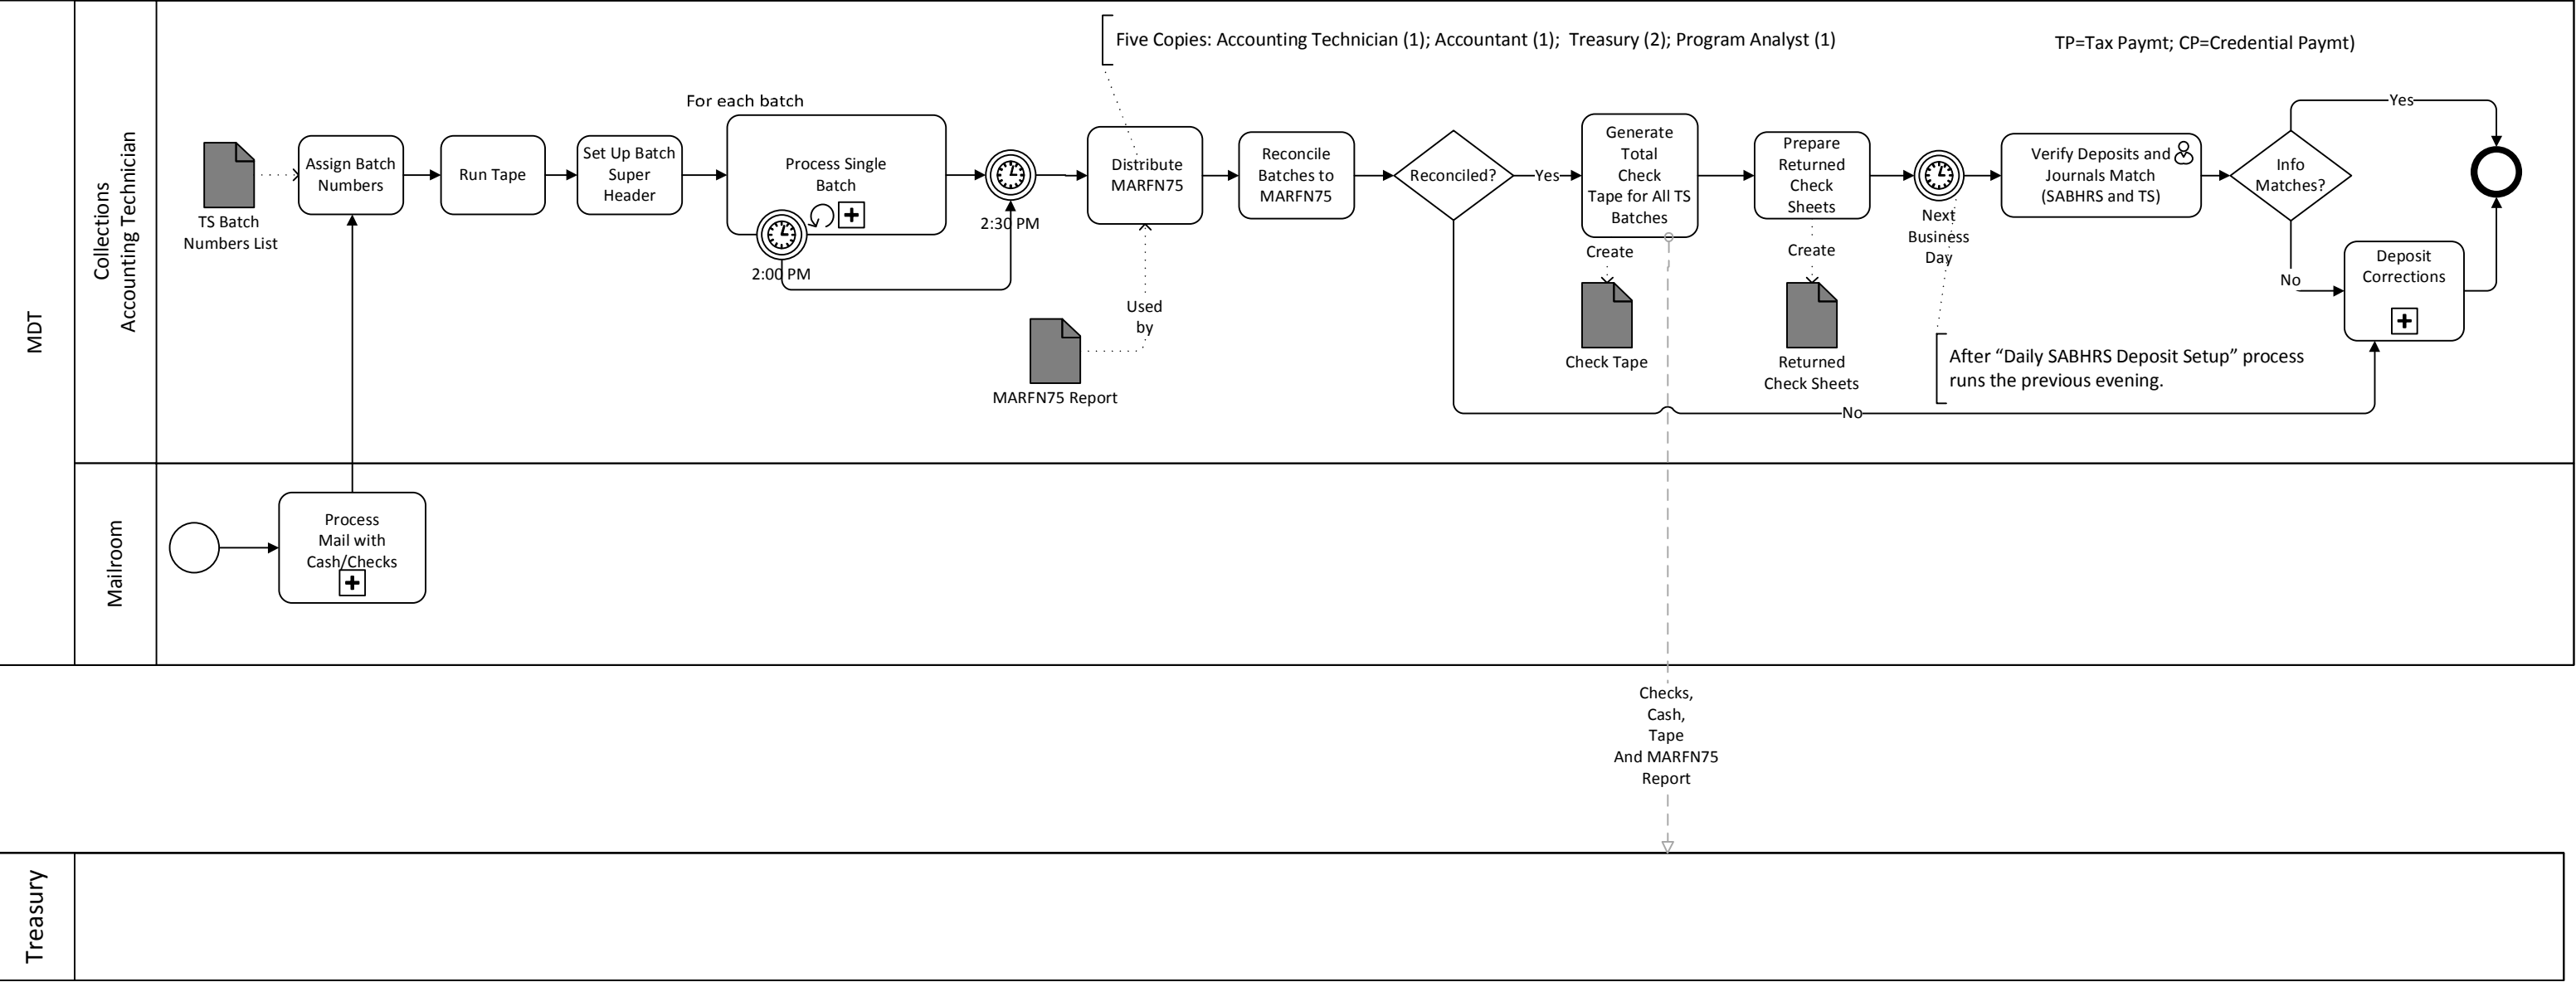 MDT
Collections
Accounting Technician
Five Copies: Accounting Technician (1); Accountant (1);  Treasury (2); Program Analyst (1)
TP=Tax Paymt; CP=Credential Paymt)
TS Batch
Numbers List
Assign Batch
Numbers
Run Tape
Set Up Batch
Super
Header
For each batch
Process Single
Batch
2:00 PM
2:30 PM
Distribute
MARFN75
Used
by
MARFN75 Report
Reconcile
Batches to
MARFN75
Reconciled?
Yes
No
Generate
Total
Check
Tape for All TS
Batches
Create
Check Tape
Prepare
Returned
Check
Sheets
Create
Returned
Check Sheets
Next
Business
Day
After “Daily SABHRS Deposit Setup” process
runs the previous evening.
Verify Deposits and
Journals Match
(SABHRS and TS)
Info
Matches?
Yes
No
Deposit
Corrections
Mailroom
Process
Mail with
Cash/Checks
Checks,
Cash,
Tape
And MARFN75
Report
Treasury